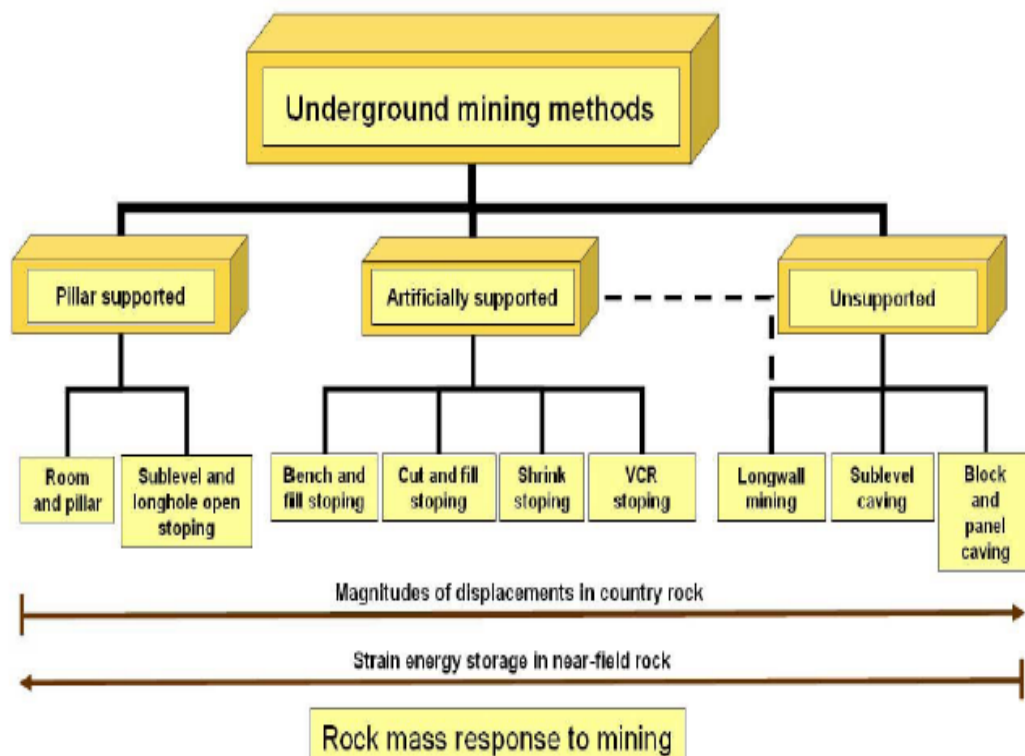 Underground mining methods
Pillar supported
Artificially supported
Unsupported
Room
and pillar
Sublevel and
longhole open
stoping
Bench and
fill stoping
Cut and fill
stoping
Shrink
stoping
VCR
stoping
Longwall
mining
Sublevel
caving
Block
and
panel
caving
Magnitudes of displacements in country rock
Strain energy storage in near-field rock
Rock mass response to mining